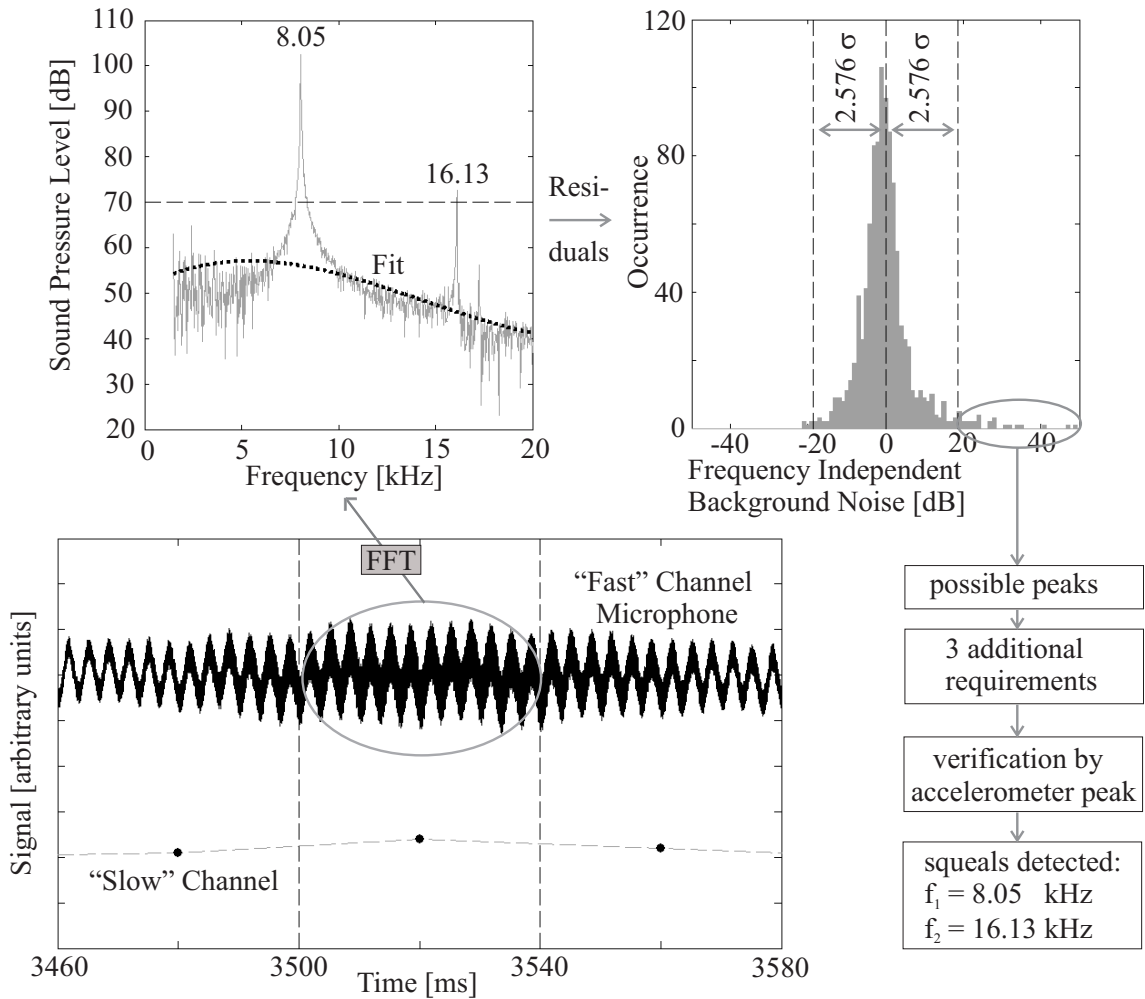 Sound Pressure Level [dB]
110
100
90
80
70
60
50
40
30
20
8.05
16.13
Fit
0
5
10
15
20
Frequency [kHz]
Resi-
duals
Occurrence
120
80
40
0
2.576 σ
2.576 σ
-40
-20
0
20
40
Frequency Independent
Background Noise [dB]
FFT
Signal [arbitrary units]
“Fast” Channel
Microphone
“Slow” Channel
3460
3500
3540
3580
Time [ms]
possible peaks
3 additional
requirements
verification by
accelerometer peak
squeals detected:
f₁ = 8.05 kHz
f₂ = 16.13 kHz